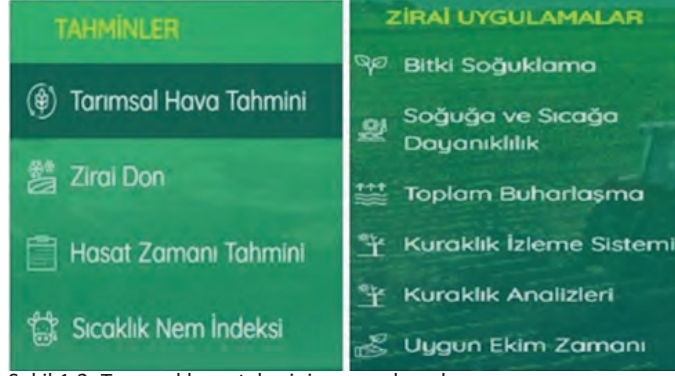 TAHMİNLER
Tarımsal Hava Tahmini
Zirai Don
Hasat Zamanı Tahmini
Sıcaklık Nem İndeksi
ZİRAİ UYGULAMALAR
Bitki Soğuklama
Soğuğa ve Sıcağa
Dayanıklılık
Toplam Buharlaşma
Kuraklık İzleme Sistemi
Kuraklık Analizleri
Uygun Ekim Zamanı